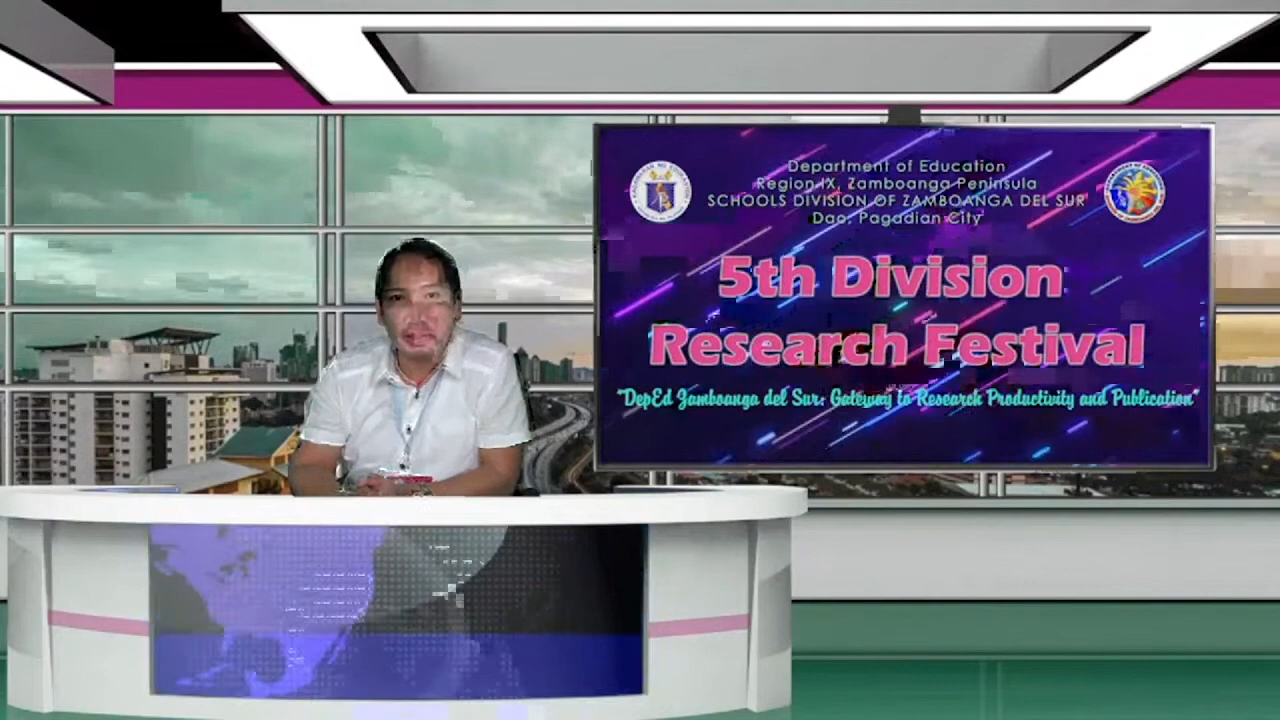 Department of Education
Region IX, Zamboanga Peninsula
SCHOOLS DIVISION OF ZAMBOANGA DEL SUR
Dao, Pagadian City
5th Division
Research Festival
"DepEd Zamboanga del Sur: Gateway to Research Productivity and Publication"